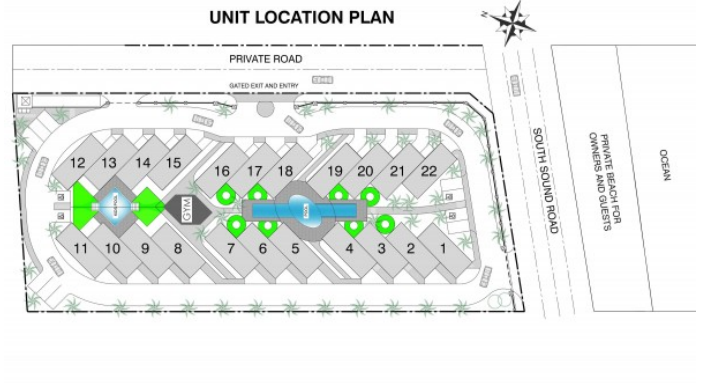 UNIT LOCATION PLAN
PRIVATE ROAD
GATED EXIT AND ENTRY
12 13 14 15 16 17 18 19 20 21 22
GYM
POOL
11 10 9 8 7 6 5 4 3 2 1
SOUTH SOUND ROAD
PRIVATE BEACH FOR
OWNERS AND GUESTS
OCEAN